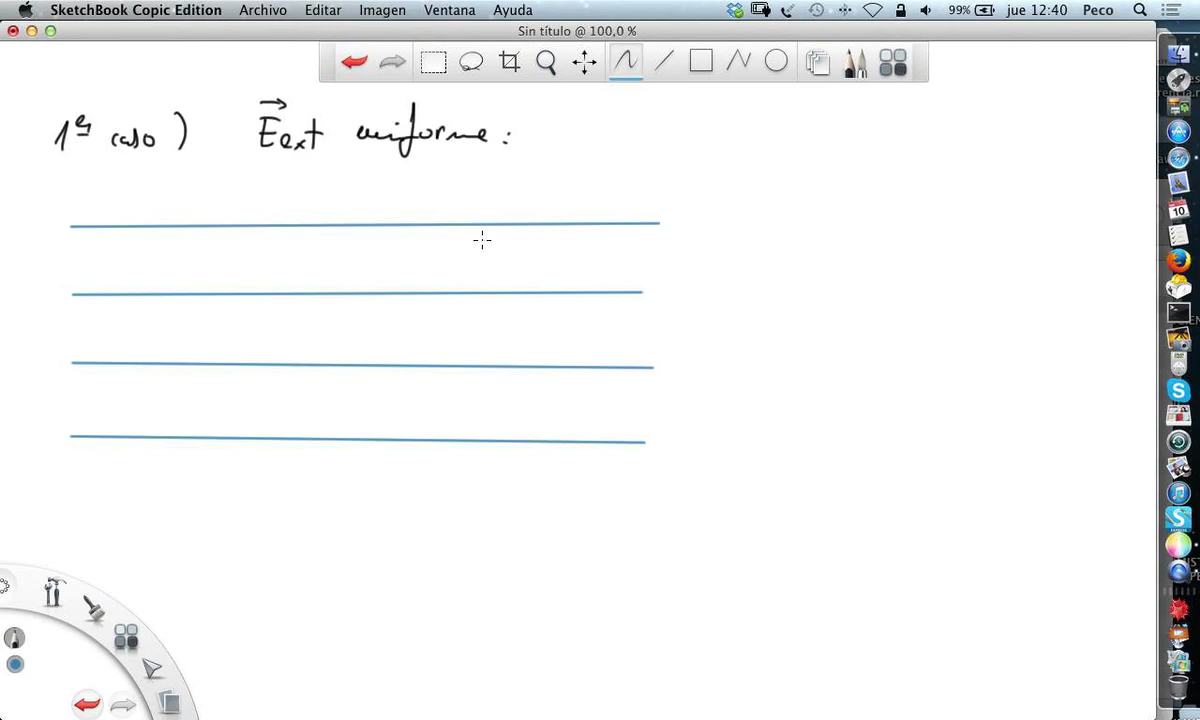 SketchBook Copic Edition Archivo Editar Imagen Ventana Ayuda 99% jue 12:40 Peco
Sin título @ 100,0 %
1er caso) Eext uniforme: